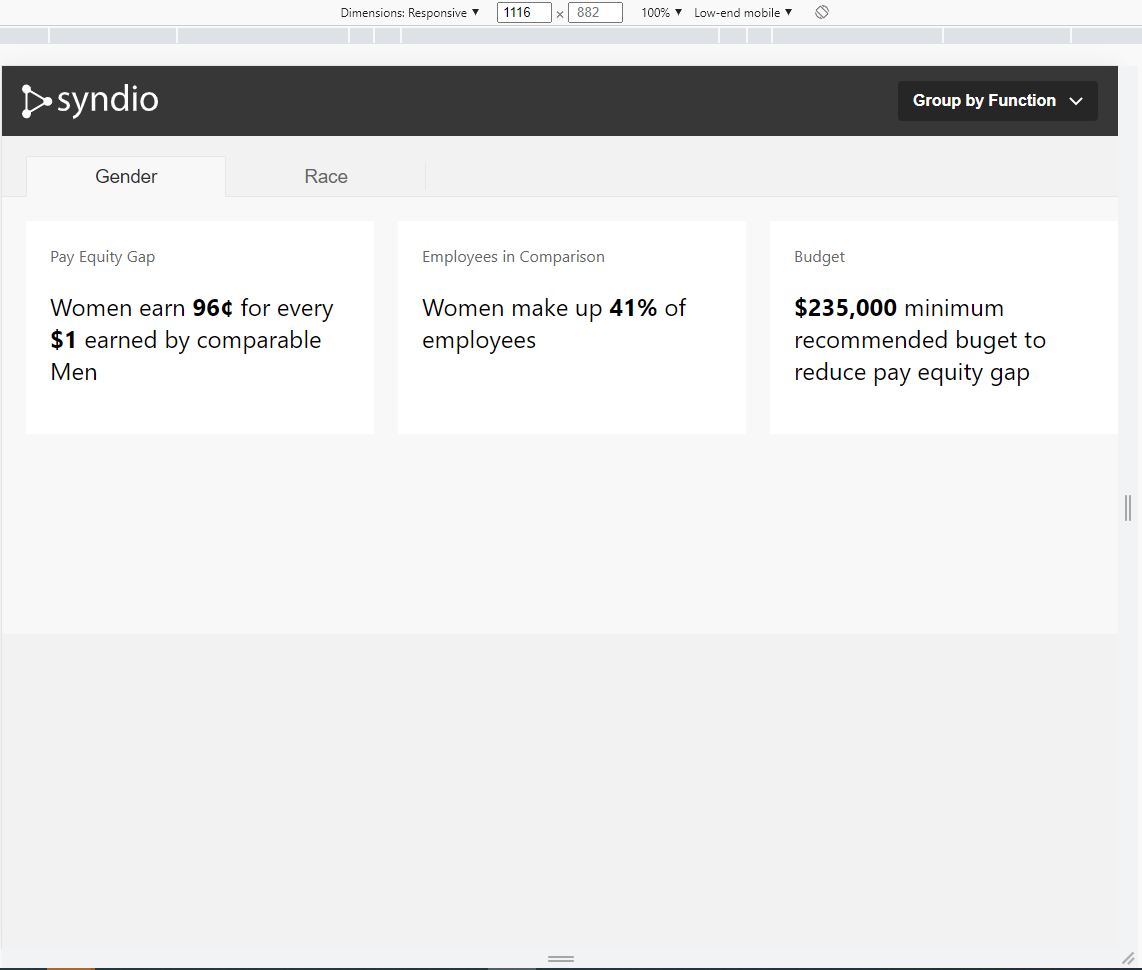 Dimensions: Responsive ▼ 1116 × 882 100% ▼ Low-end mobile ▼
syndio
Group by Function
Gender Race
Pay Equity Gap
Women earn 96¢ for every
$1 earned by comparable
Men
Employees in Comparison
Women make up 41% of
employees
Budget
$235,000 minimum
recommended buget to
reduce pay equity gap